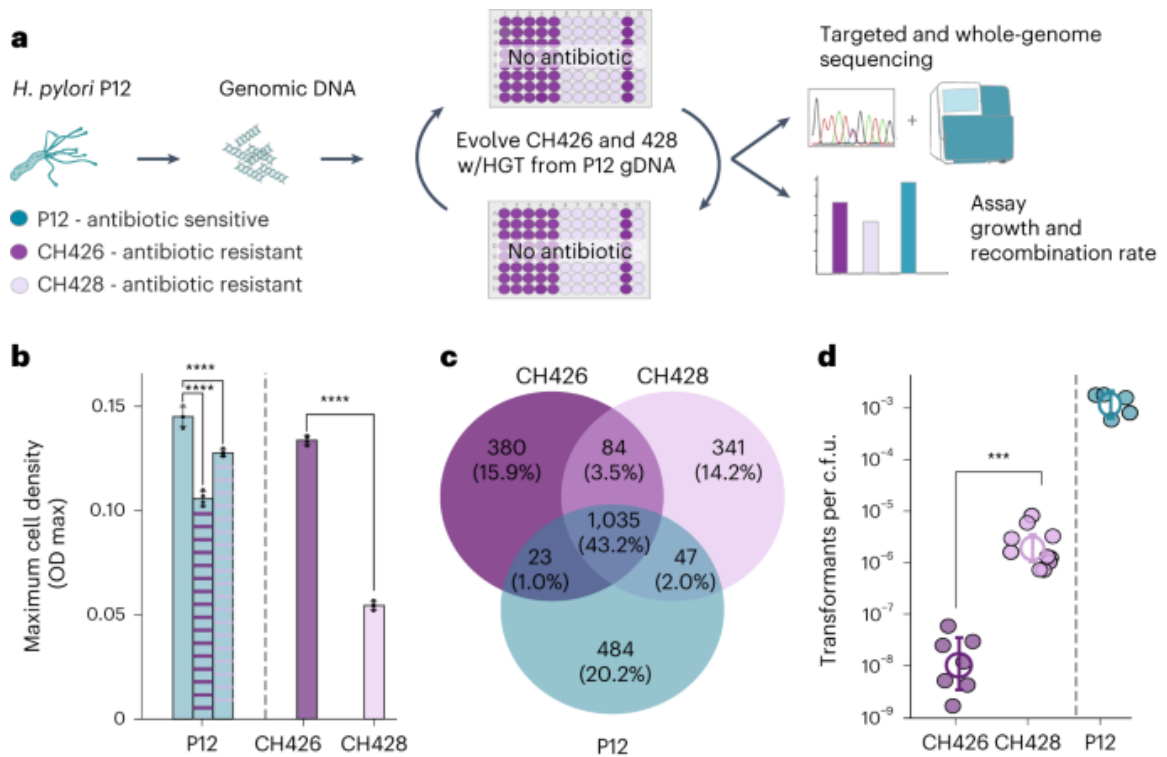 a
H. pylori P12
Genomic DNA
No antibiotic
Evolve CH426 and 428
w/HGT from P12 gDNA
No antibiotic
Targeted and whole-genome
sequencing
+
Assay
growth and
recombination rate
P12 - antibiotic sensitive
CH426 - antibiotic resistant
CH428 - antibiotic resistant
b
Maximum cell density
(OD max)
0.15
0.10
0.05
0
****
****
****
P12
CH426
CH428
c
CH426
CH428
380
(15.9%)
84
(3.5%)
341
(14.2%)
1,035
(43.2%)
23
(1.0%)
47
(2.0%)
484
(20.2%)
P12
d
Transformants per c.f.u.
10⁻³
10⁻⁴
10⁻⁵
10⁻⁶
10⁻⁷
10⁻⁸
10⁻⁹
***
CH426
CH428
P12